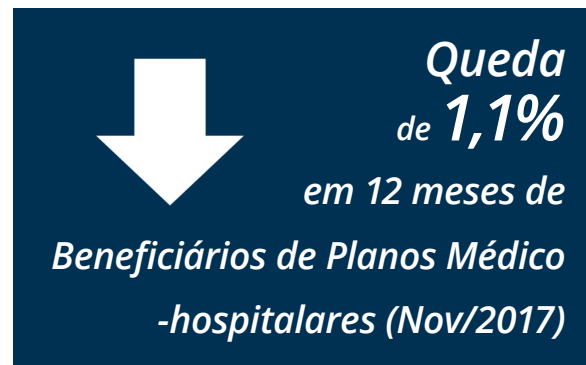 Queda
de 1,1%
em 12 meses de
Beneficiários de Planos Médico
-hospitalares (Nov/2017)